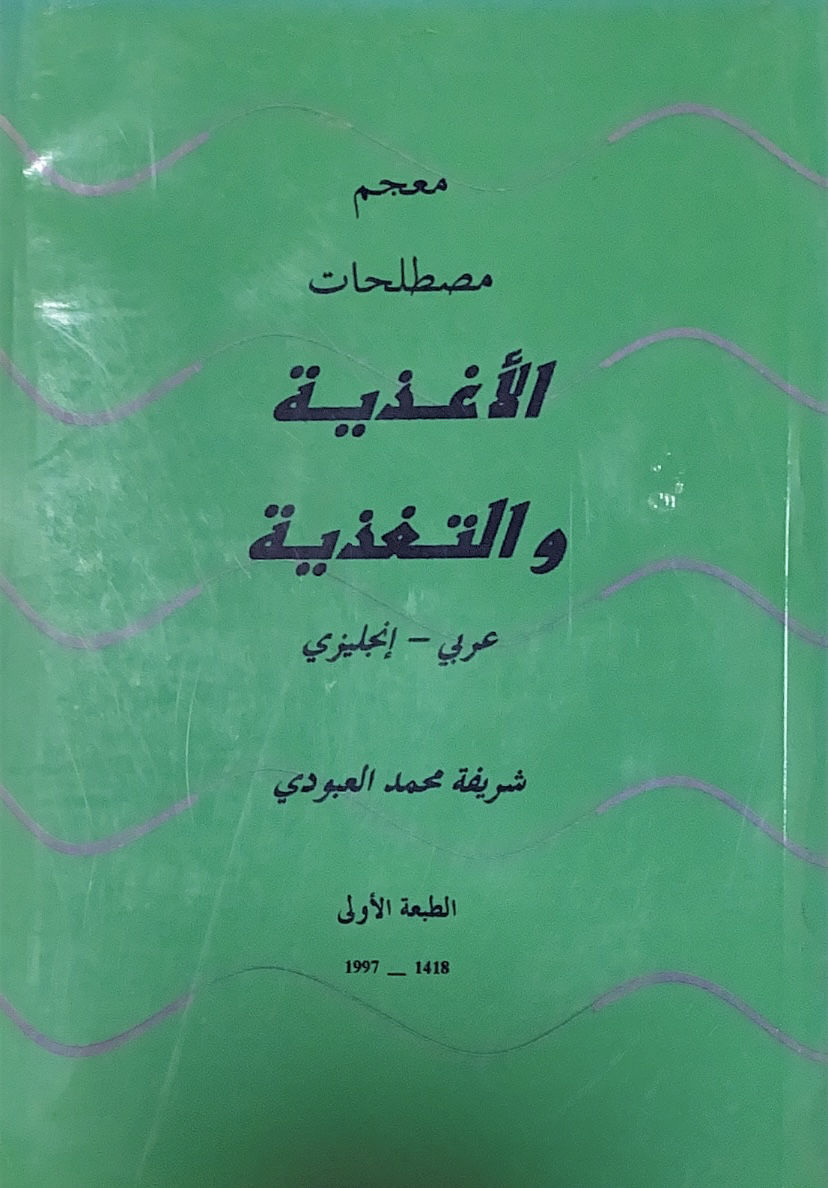 معجم
مصطلحات
الأغذية
والتغذية
عربي - إنجليزي
شريفة محمد العبودي
الطبعة الأولى
1418 __ 1997